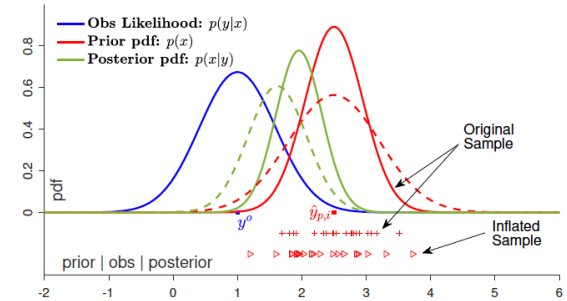 Obs Likelihood: p(y|x)
Prior pdf: p(x)
Posterior pdf: p(x|y)
0.8
0.6
0.4
0.2
0
pdf
Original
Sample
Inflated
Sample
y^o
ŷ_{p,i}
prior | obs | posterior
-2 -1 0 1 2 3 4 5 6